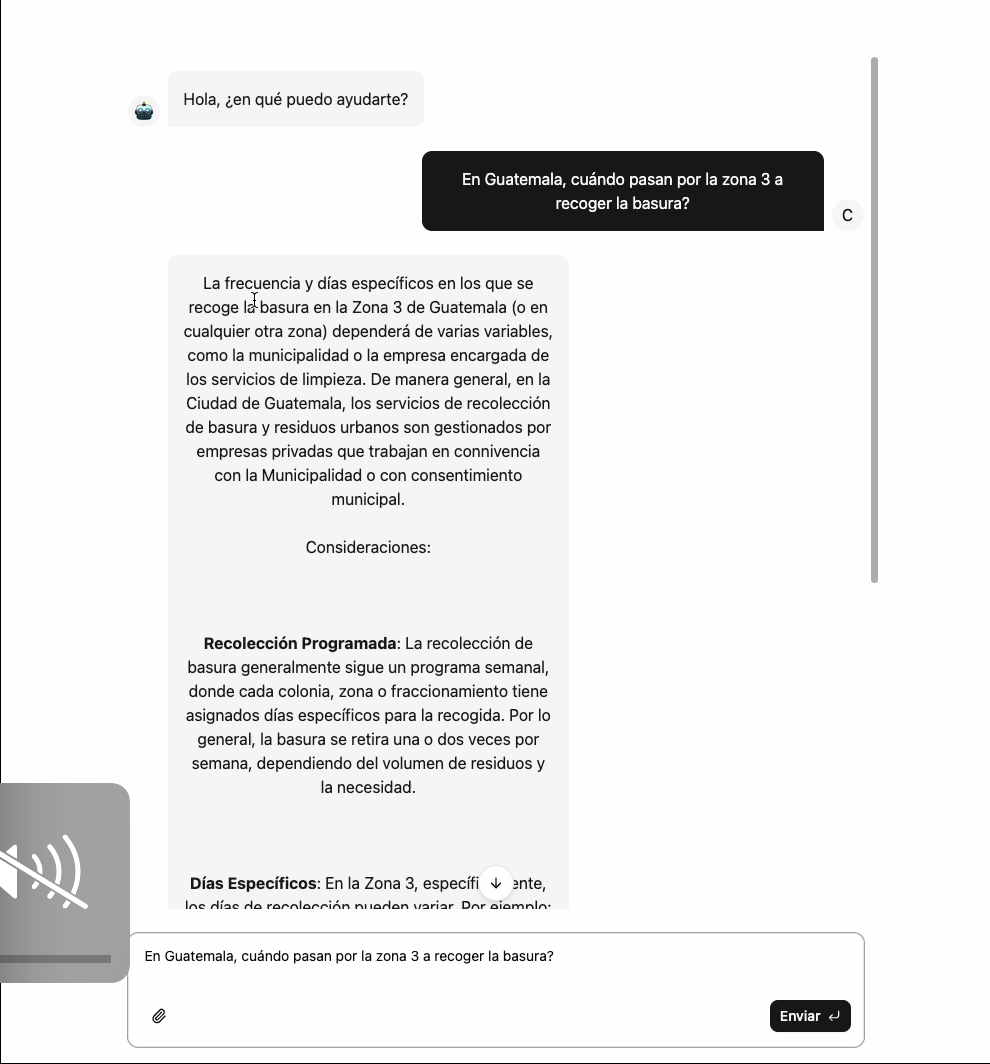 Hola, ¿en qué puedo ayudarte?
En Guatemala, cuándo pasan por la zona 3 a
recoger la basura?
C
La frecuencia y días específicos en los que se
recoge la basura en la Zona 3 de Guatemala (o en
cualquier otra zona) dependerá de varias variables,
como la municipalidad o la empresa encargada de
los servicios de limpieza. De manera general, en la
Ciudad de Guatemala, los servicios de recolección
de basura y residuos urbanos son gestionados por
empresas privadas que trabajan en connivencia
con la Municipalidad o con consentimiento
municipal.
Consideraciones:
Recolección Programada: La recolección de
basura generalmente sigue un programa semanal,
donde cada colonia, zona o fraccionamiento tiene
asignados días específicos para la recogida. Por lo
general, la basura se retira una o dos veces por
semana, dependiendo del volumen de residuos y
la necesidad.
Días Específicos: En la Zona 3,
los días de recolección pueden variar. Por ejemplo:
En Guatemala, cuándo pasan por la zona 3 a recoger la basura?
Enviar